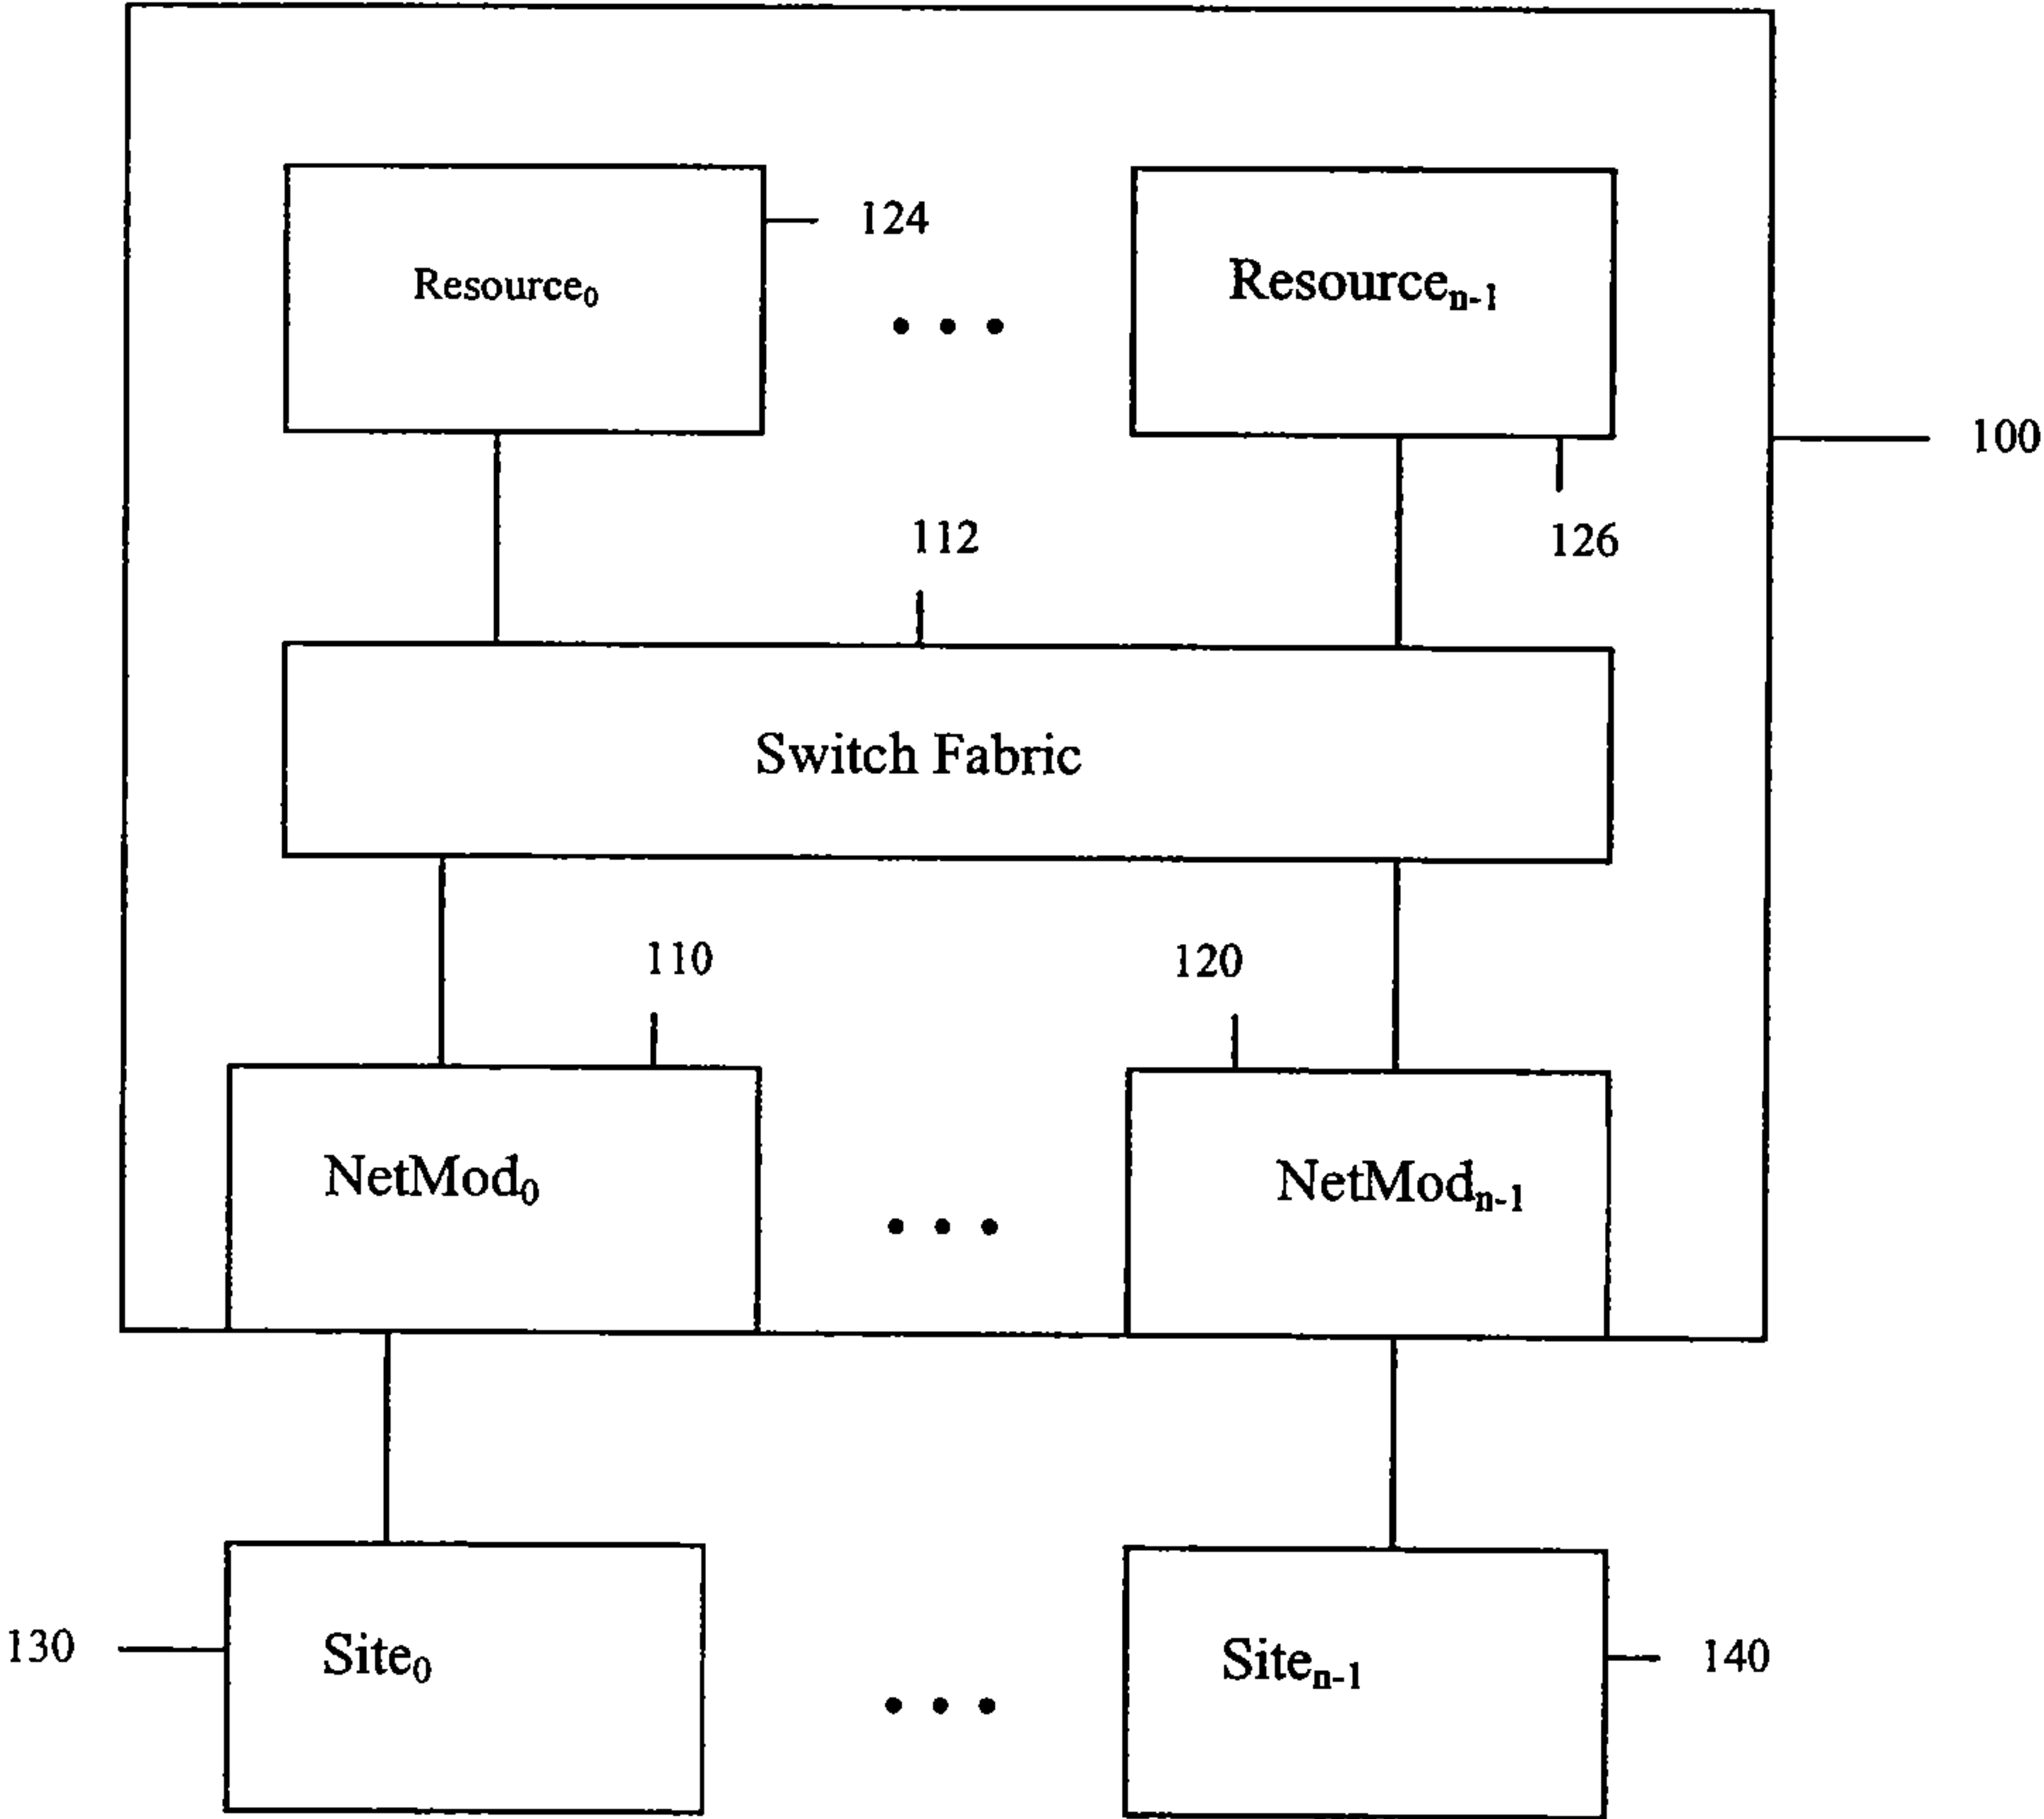 124
Resource₀
Resourceₙ₋₁
• • •
100
112
126
Switch Fabric
110
120
NetMod₀
NetModₙ₋₁
• • •
130
Site₀
Siteₙ₋₁
140
• • •